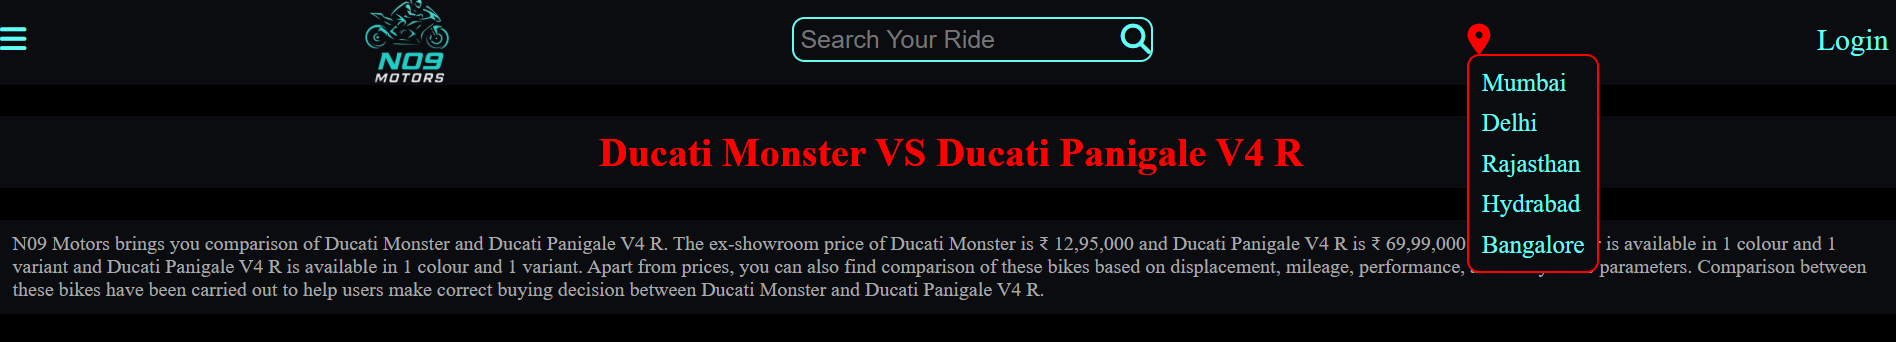 N09
MOTORS
Search Your Ride
Login
Mumbai
Delhi
Rajasthan
Hydrabad
Bangalore
Ducati Monster VS Ducati Panigale V4 R
N09 Motors brings you comparison of Ducati Monster and Ducati Panigale V4 R. The ex-showroom price of Ducati Monster is ₹ 12,95,000 and Ducati Panigale V4 R is ₹ 69,99,000 is available in 1 colour and 1
variant and Ducati Panigale V4 R is available in 1 colour and 1 variant. Apart from prices, you can also find comparison of these bikes based on displacement, mileage, performance, parameters. Comparison between
these bikes have been carried out to help users make correct buying decision between Ducati Monster and Ducati Panigale V4 R.